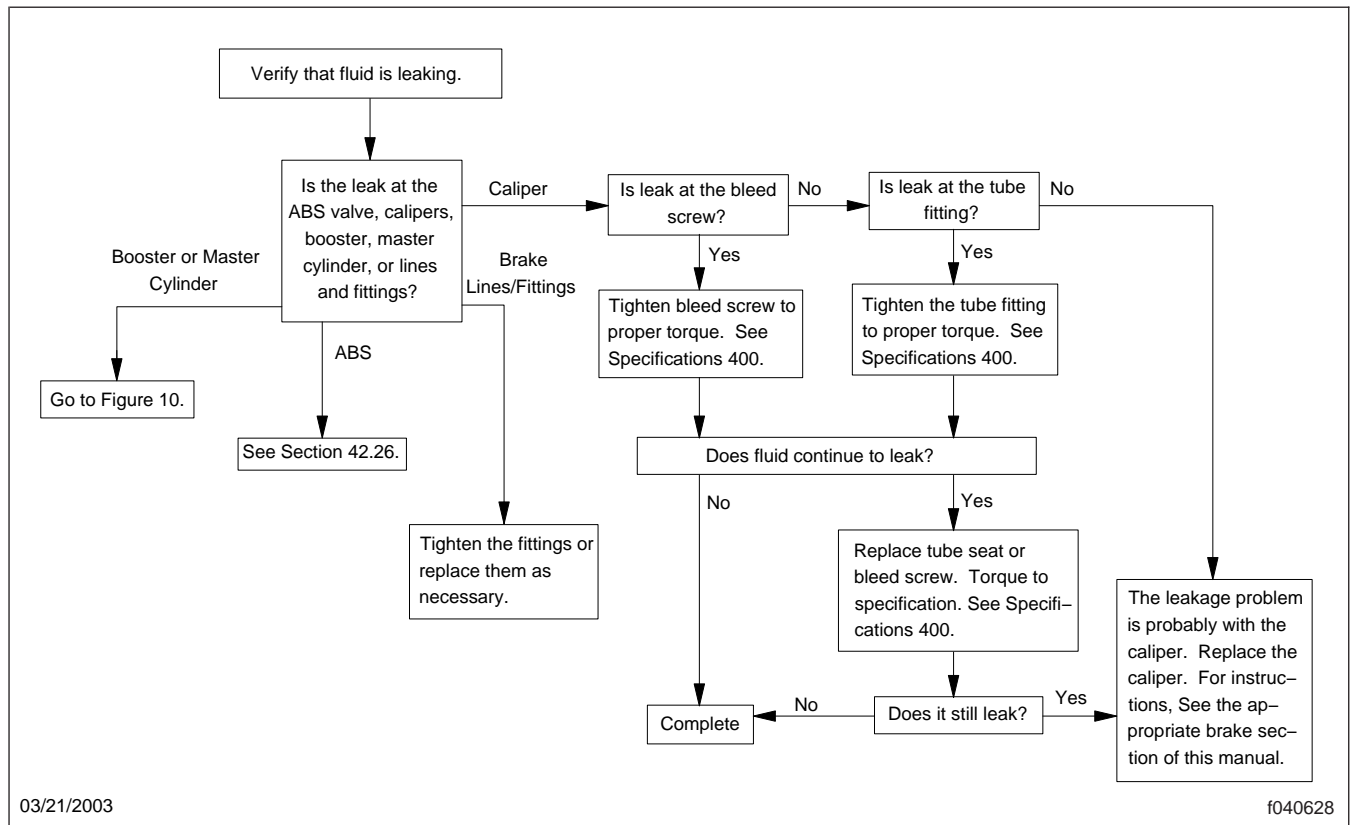 Verify that fluid is leaking.
Is the leak at the
ABS valve, calipers,
booster, master
cylinder, or lines
and fittings?
Caliper
Is leak at the bleed
screw?
No
Is leak at the tube
fitting?
No
Booster or Master
Cylinder
Brake
Lines/Fittings
Yes
Yes
Tighten bleed screw to
proper torque. See
Specifications 400.
Tighten the tube fitting
to proper torque. See
Specifications 400.
ABS
Go to Figure 10.
See Section 42.26.
Does fluid continue to leak?
No
Yes
Tighten the fittings or
replace them as
necessary.
Replace tube seat or
bleed screw. Torque to
specification. See Specifi–
cations 400.
The leakage problem
is probably with the
caliper. Replace the
caliper. For instruc–
tions, See the ap–
propriate brake sec–
tion of this manual.
Complete
No
Does it still leak?
Yes
03/21/2003
f040628